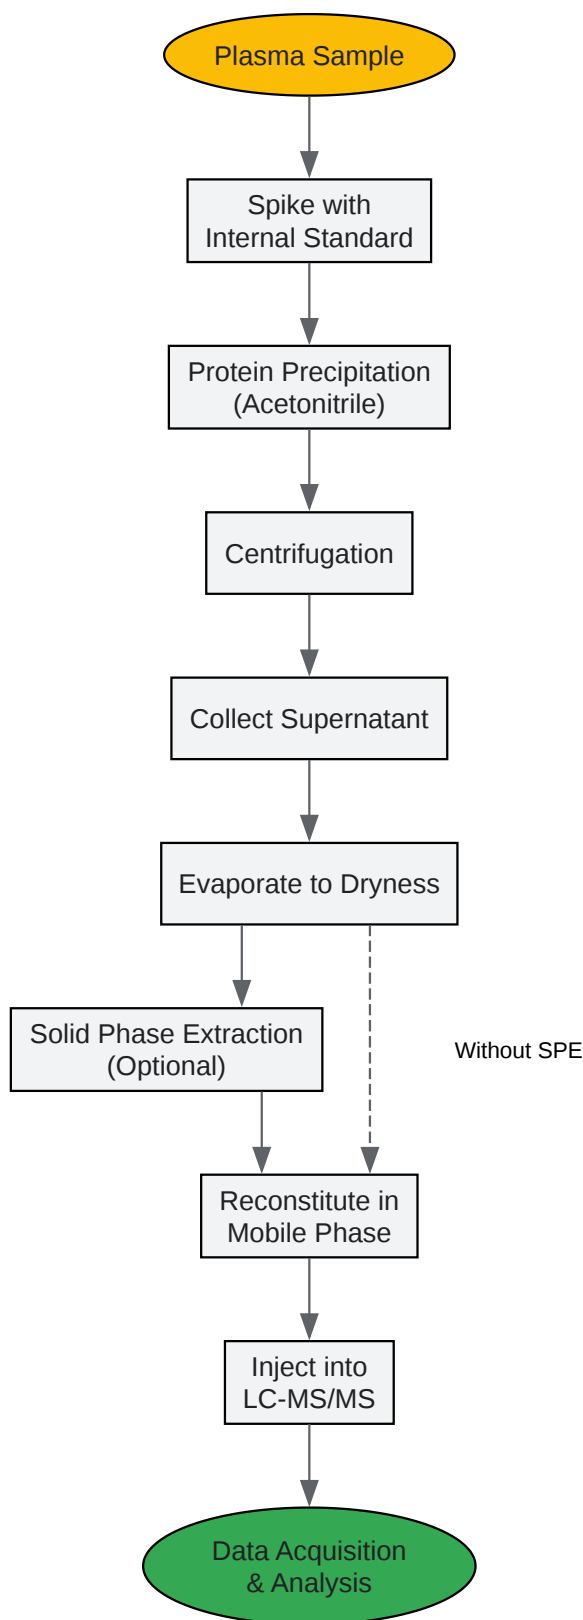 Plasma Sample
Spike with
Internal Standard
Protein Precipitation
(Acetonitrile)
Centrifugation
Collect Supernatant
Evaporate to Dryness
Solid Phase Extraction
(Optional)
Without SPE
Reconstitute in
Mobile Phase
Inject into
LC-MS/MS
Data Acquisition
& Analysis